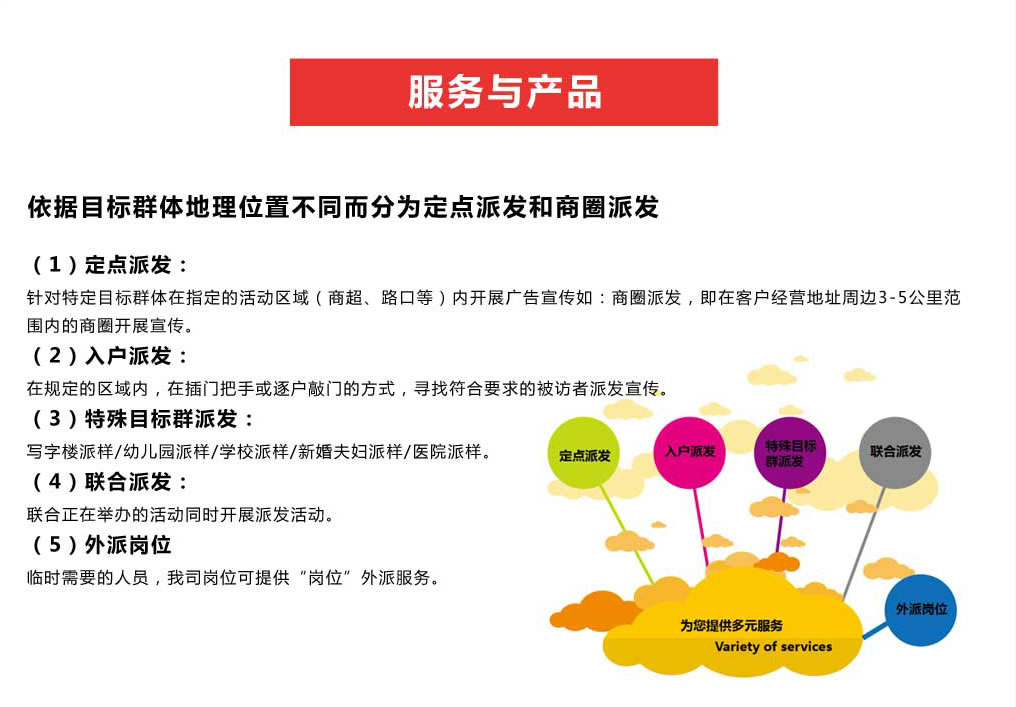 服务与产品
依据目标群体地理位置不同而分为定点派发和商圈派发
（1）定点派发：
针对特定目标群体在指定的活动区域（商超、路口等）内开展广告宣传如：商圈派发，即在客户经营地址周边3-5公里范
围内的商圈开展宣传。
（2）入户派发：
在规定的区域内，在插门把手或逐户敲门的方式，寻找符合要求的被访者派发宣传。
（3）特殊目标群派发：
写字楼派样/幼儿园派样/学校派样/新婚夫妇派样/医院派样。
（4）联合派发：
联合正在举办的活动同时开展派发活动。
（5）外派岗位
临时需要的人员，我司岗位可提供“岗位”外派服务。
定点派发
入户派发
特殊目标
群派发
联合派发
外派岗位
为您提供多元服务
Variety of services